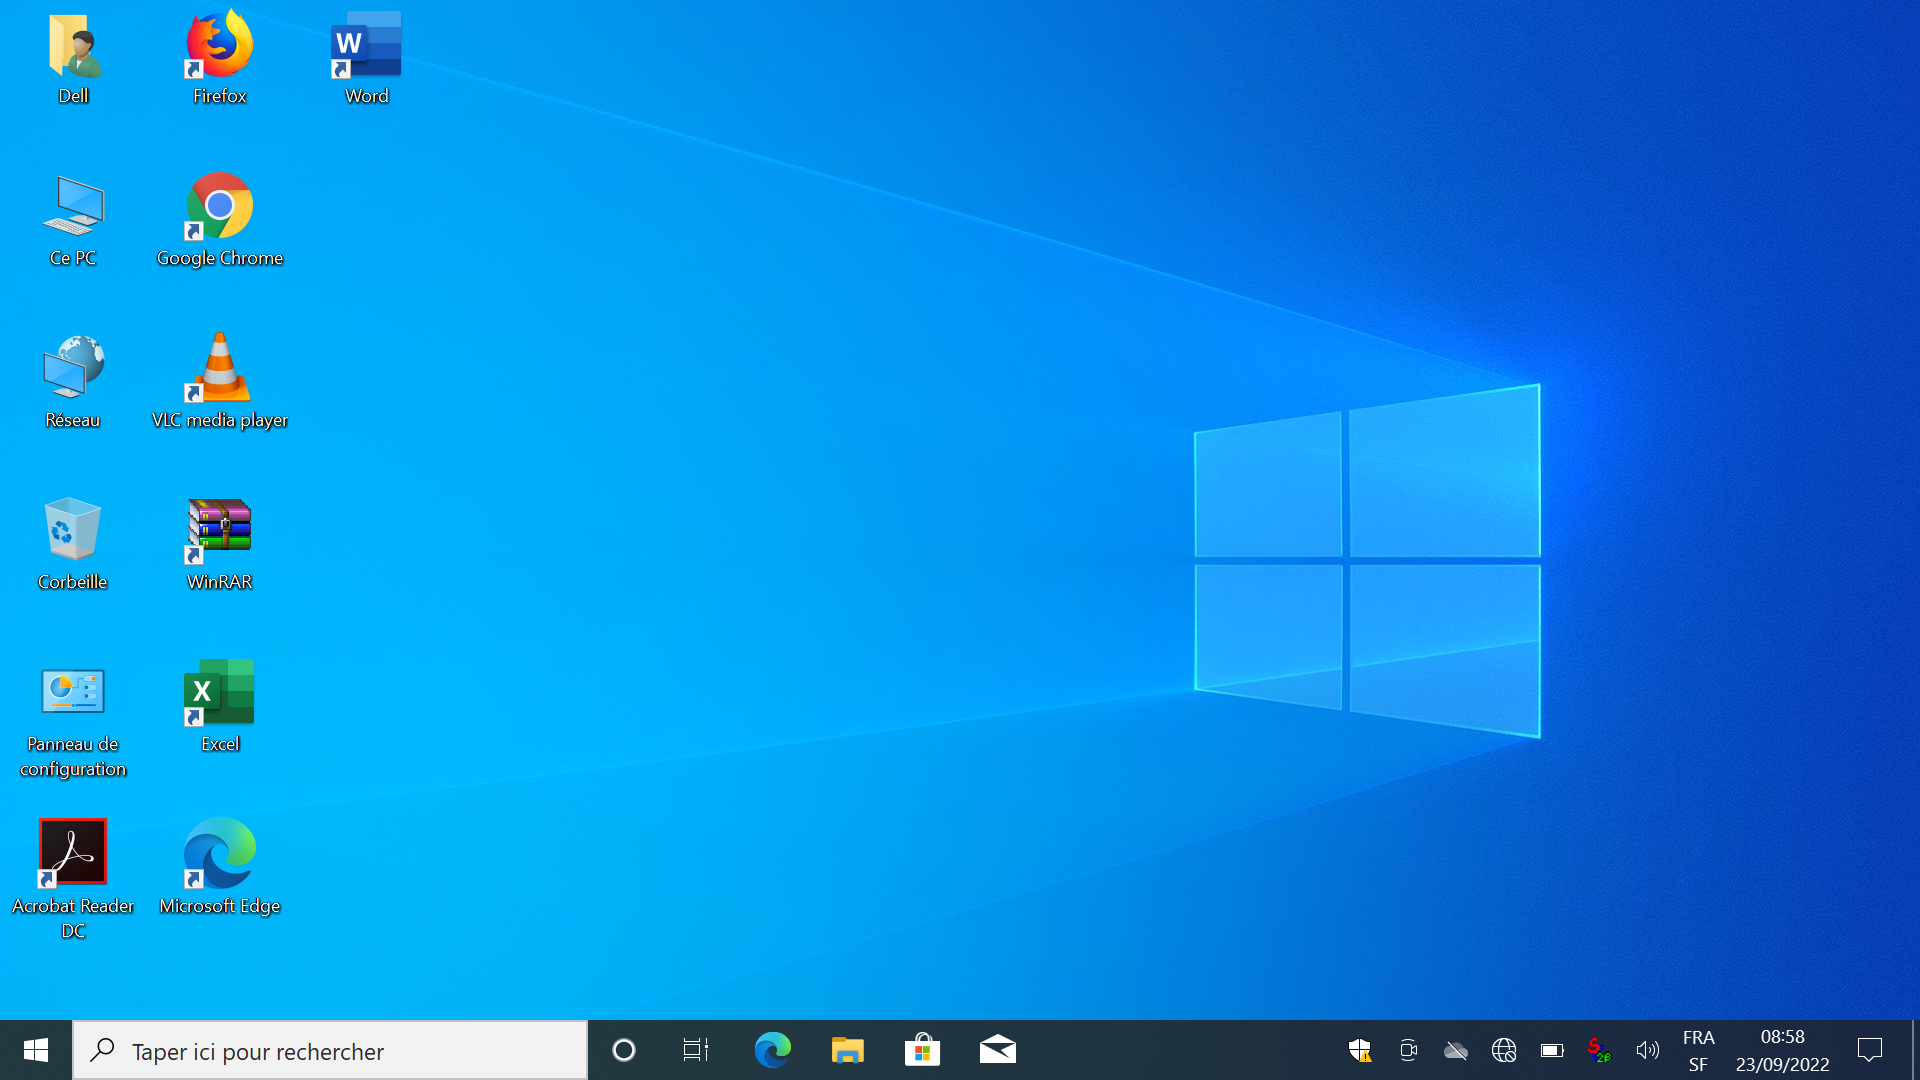 Dell
Firefox
Word
Ce PC
Google Chrome
Réseau
VLC media player
Corbeille
WinRAR
Panneau de
configuration
Excel
Acrobat Reader
DC
Microsoft Edge
Taper ici pour rechercher
FRA
SF
08:58
23/09/2022